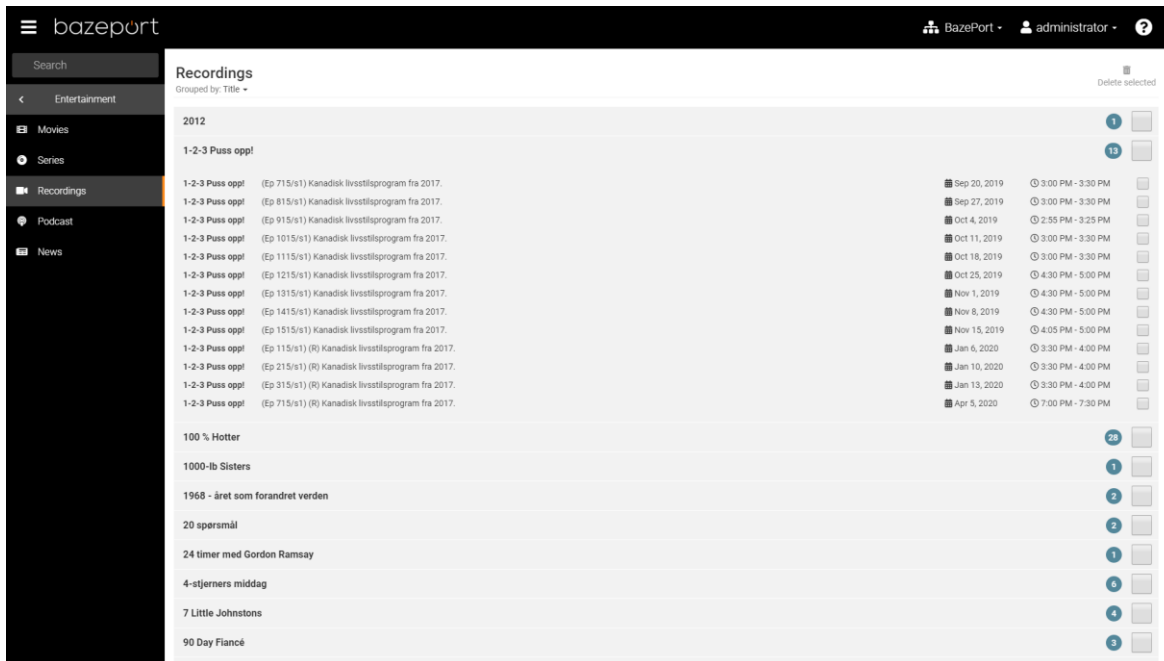 bazeport
BazePort
administrator
?
Search
Recordings
Delete selected
Grouped by: Title
Entertainment
Movies
Series
Recordings
Podcast
News
2012 1
1-2-3 Puss opp! 13
1-2-3 Puss opp! (Ep 715/s1) Kanadisk livsstilsprogram fra 2017. Sep 20, 2019 3:00 PM - 3:30 PM
1-2-3 Puss opp! (Ep 815/s1) Kanadisk livsstilsprogram fra 2017. Sep 27, 2019 3:00 PM - 3:30 PM
1-2-3 Puss opp! (Ep 915/s1) Kanadisk livsstilsprogram fra 2017. Oct 4, 2019 2:55 PM - 3:25 PM
1-2-3 Puss opp! (Ep 1015/s1) Kanadisk livsstilsprogram fra 2017. Oct 11, 2019 3:00 PM - 3:30 PM
1-2-3 Puss opp! (Ep 1115/s1) Kanadisk livsstilsprogram fra 2017. Oct 18, 2019 3:00 PM - 3:30 PM
1-2-3 Puss opp! (Ep 1215/s1) Kanadisk livsstilsprogram fra 2017. Oct 25, 2019 4:30 PM - 5:00 PM
1-2-3 Puss opp! (Ep 1315/s1) Kanadisk livsstilsprogram fra 2017. Nov 1, 2019 4:30 PM - 5:00 PM
1-2-3 Puss opp! (Ep 1415/s1) Kanadisk livsstilsprogram fra 2017. Nov 8, 2019 4:30 PM - 5:00 PM
1-2-3 Puss opp! (Ep 1515/s1) Kanadisk livsstilsprogram fra 2017. Nov 15, 2019 4:05 PM - 5:00 PM
1-2-3 Puss opp! (Ep 115/s1) (R) Kanadisk livsstilsprogram fra 2017. Jan 6, 2020 3:30 PM - 4:00 PM
1-2-3 Puss opp! (Ep 215/s1) (R) Kanadisk livsstilsprogram fra 2017. Jan 10, 2020 3:30 PM - 4:00 PM
1-2-3 Puss opp! (Ep 315/s1) (R) Kanadisk livsstilsprogram fra 2017. Jan 13, 2020 3:30 PM - 4:00 PM
1-2-3 Puss opp! (Ep 715/s1) (R) Kanadisk livsstilsprogram fra 2017. Apr 5, 2020 7:00 PM - 7:30 PM
100 % Hotter 28
1000-lb Sisters 1
1968 - året som forandret verden 2
20 spørsmål 2
24 timer med Gordon Ramsay 1
4-stjerners middag 6
7 Little Johnstons 4
90 Day Fiancé 3